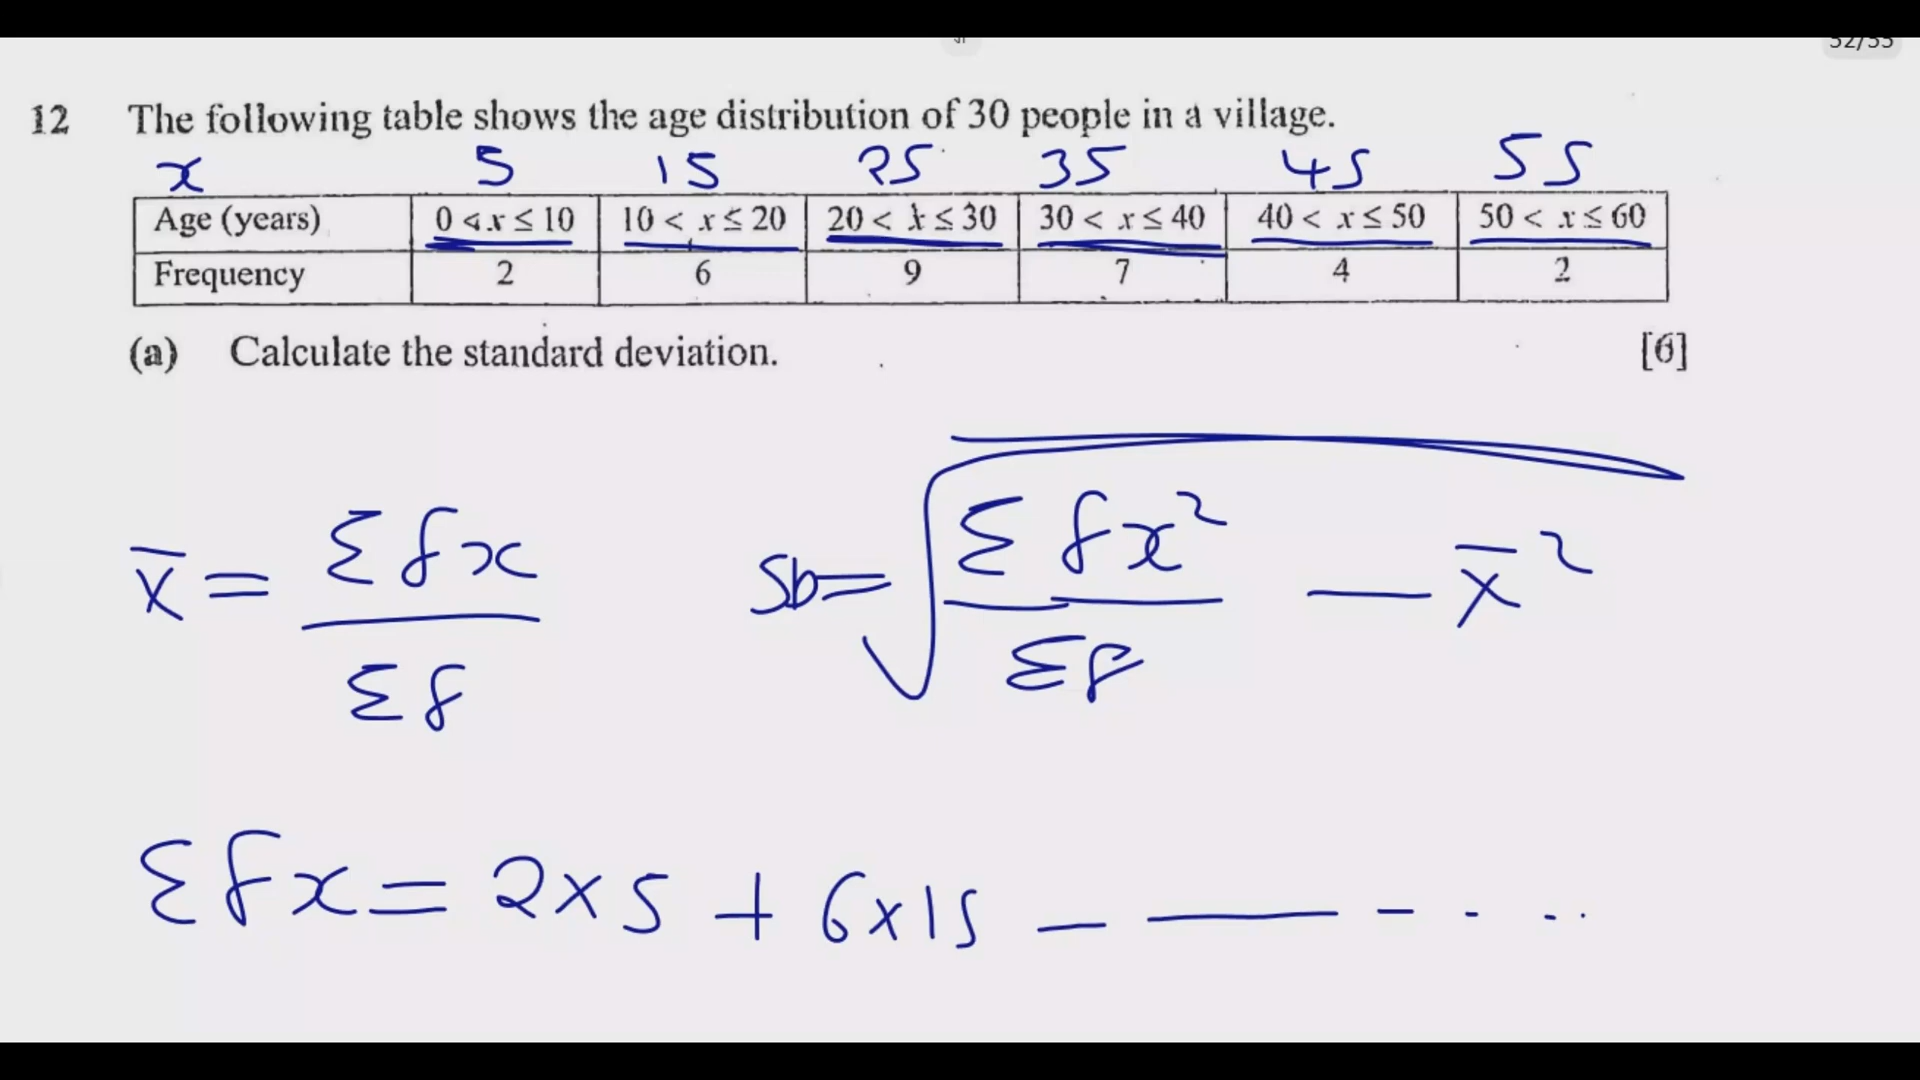 52/55
12 The following table shows the age distribution of 30 people in a village.
x 5 15 25 35 45 55
Age (years) 0 < x ≤ 10 10 < x ≤ 20 20 < x ≤ 30 30 < x ≤ 40 40 < x ≤ 50 50 < x ≤ 60
Frequency 2 6 9 7 4 2
(a) Calculate the standard deviation. [6]
x̄ = Σfx / Σf SD = √(Σfx² / Σf — x̄²)
Σfx = 2 x 5 + 6 x 15 — — - . . .